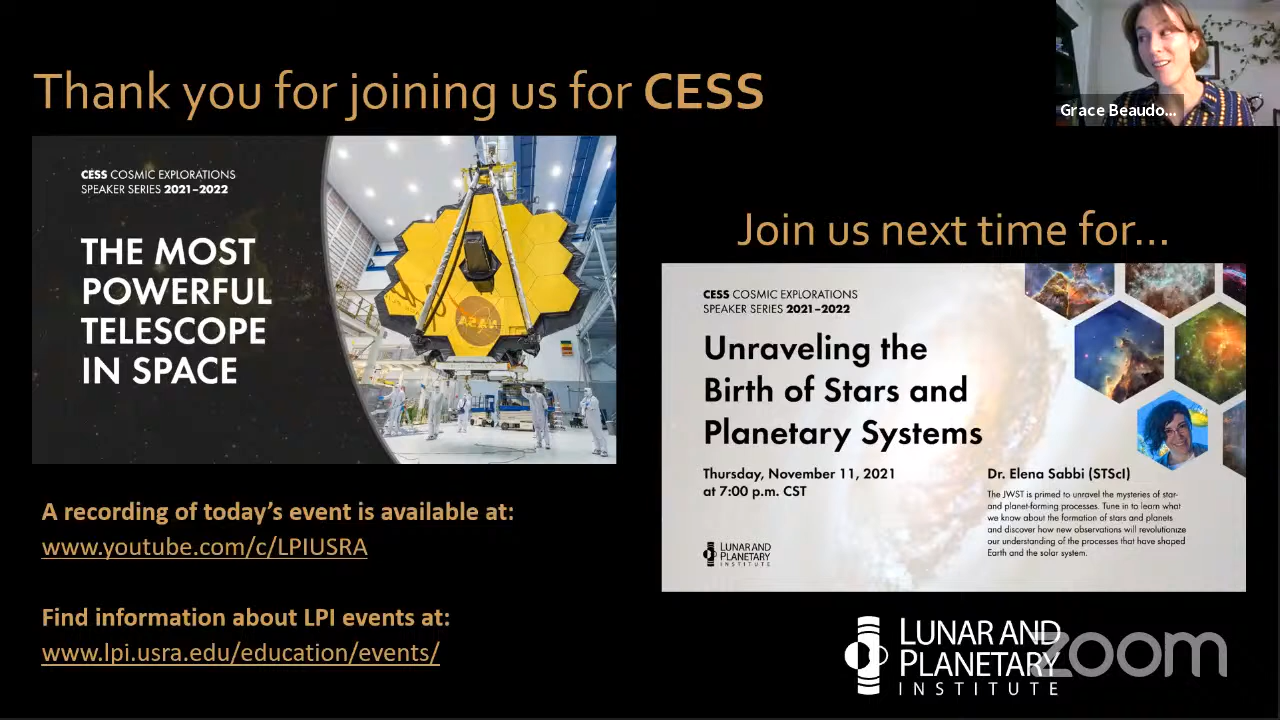 Thank you for joining us for CESS
Grace Beaudo...
CESS COSMIC EXPLORATIONS
SPEAKER SERIES 2021–2022
THE MOST
POWERFUL
TELESCOPE
IN SPACE
NASA
Join us next time for...
CESS COSMIC EXPLORATIONS
SPEAKER SERIES 2021–2022
Unraveling the
Birth of Stars and
Planetary Systems
Thursday, November 11, 2021
at 7:00 p.m. CST
Dr. Elena Sabbi (STScI)
The JWST is primed to unravel the mysteries of star-
and planet-forming processes. Tune in to learn what
we know about the formation of stars and planets
and discover how new observations will revolutionize
our understanding of the processes that have shaped
Earth and the solar system.
LUNAR AND
PLANETARY
INSTITUTE
A recording of today's event is available at:
www.youtube.com/c/LPIUSRA
Find information about LPI events at:
www.lpi.usra.edu/education/events/
LUNAR AND
PLANETARY
INSTITUTE
zoom